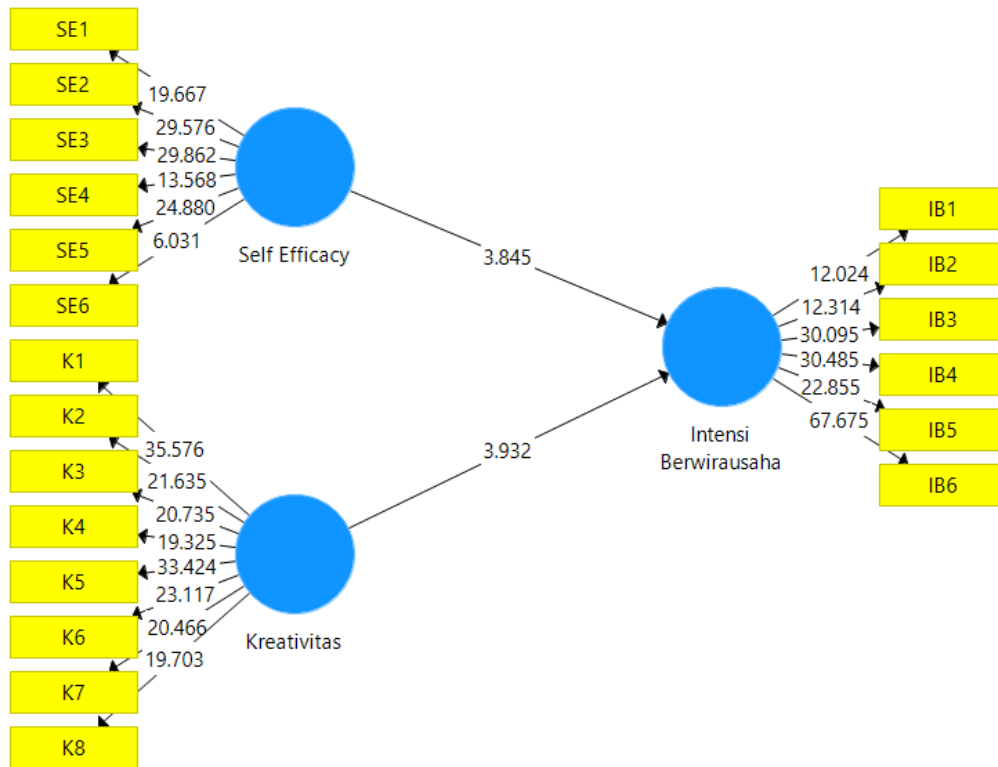 SE1
SE2
SE3
SE4
SE5
SE6
19.667
29.576
29.862
13.568
24.880
6.031
Self Efficacy
3.845
K1
K2
K3
K4
K5
K6
K7
K8
35.576
21.635
20.735
19.325
33.424
23.117
20.466
19.703
Kreativitas
3.932
Intensi
Berwirausaha
12.024
12.314
30.095
30.485
22.855
67.675
IB1
IB2
IB3
IB4
IB5
IB6